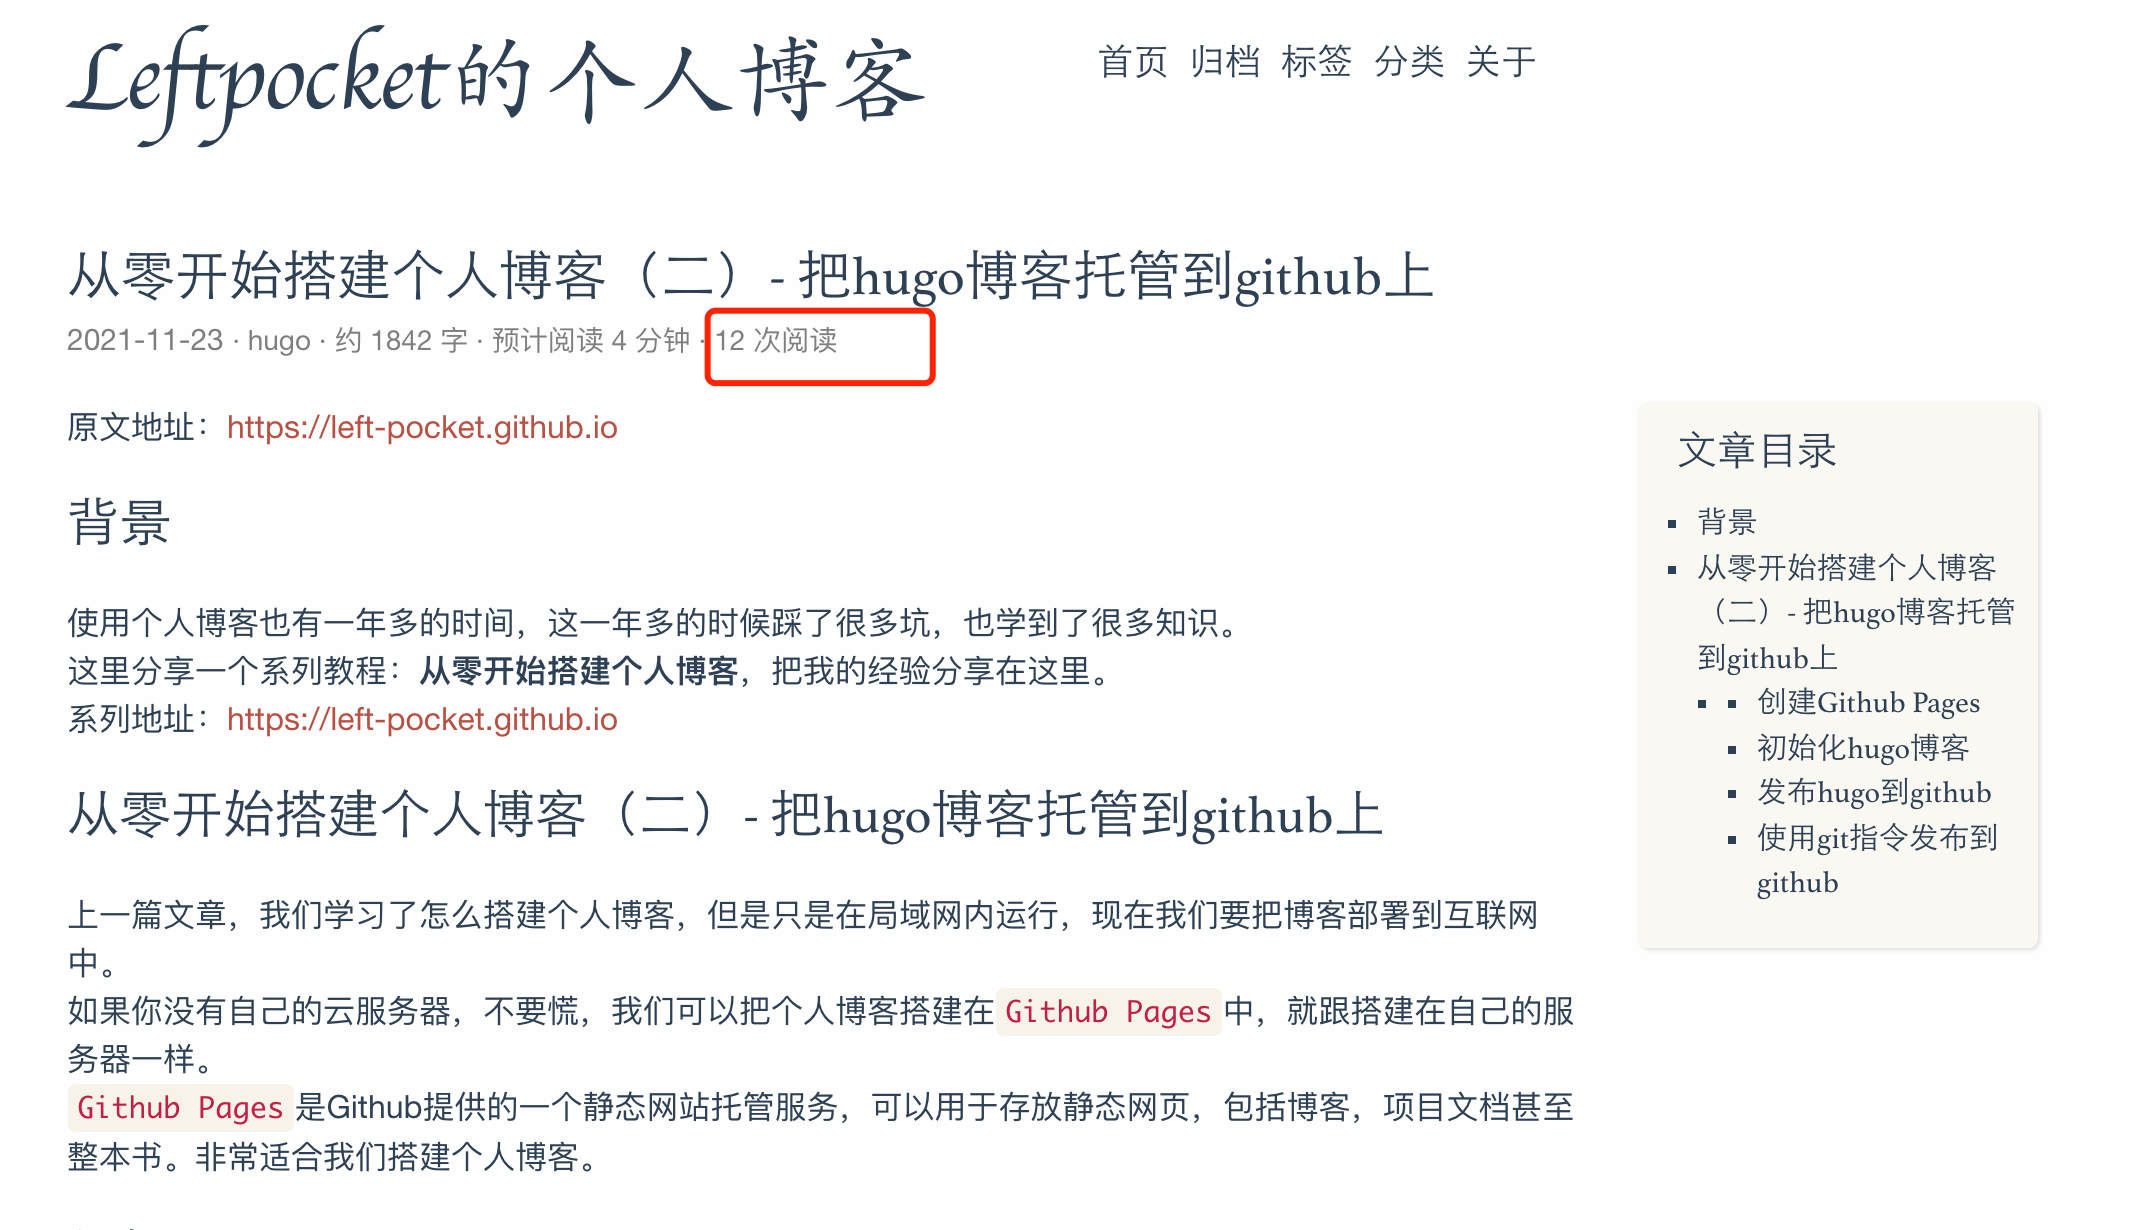 Leftpocket的个人博客
首页 归档 标签 分类 关于
从零开始搭建个人博客（二）- 把hugo博客托管到github上
2021-11-23 · hugo · 约 1842 字 · 预计阅读 4 分钟 · 12 次阅读
原文地址：https://left-pocket.github.io
背景
使用个人博客也有一年多的时间，这一年多的时候踩了很多坑，也学到了很多知识。
这里分享一个系列教程：从零开始搭建个人博客，把我的经验分享在这里。
系列地址：https://left-pocket.github.io
从零开始搭建个人博客（二）- 把hugo博客托管到github上
上一篇文章，我们学习了怎么搭建个人博客，但是只是在局域网内运行，现在我们要把博客部署到互联网
中。
如果你没有自己的云服务器，不要慌，我们可以把个人博客搭建在Github Pages中，就跟搭建在自己的服
务器一样。
Github Pages是Github提供的一个静态网站托管服务，可以用于存放静态网页，包括博客，项目文档甚至
整本书。非常适合我们搭建个人博客。
文章目录
背景
从零开始搭建个人博客
（二）- 把hugo博客托管
到github上
创建Github Pages
初始化hugo博客
发布hugo到github
使用git指令发布到
github